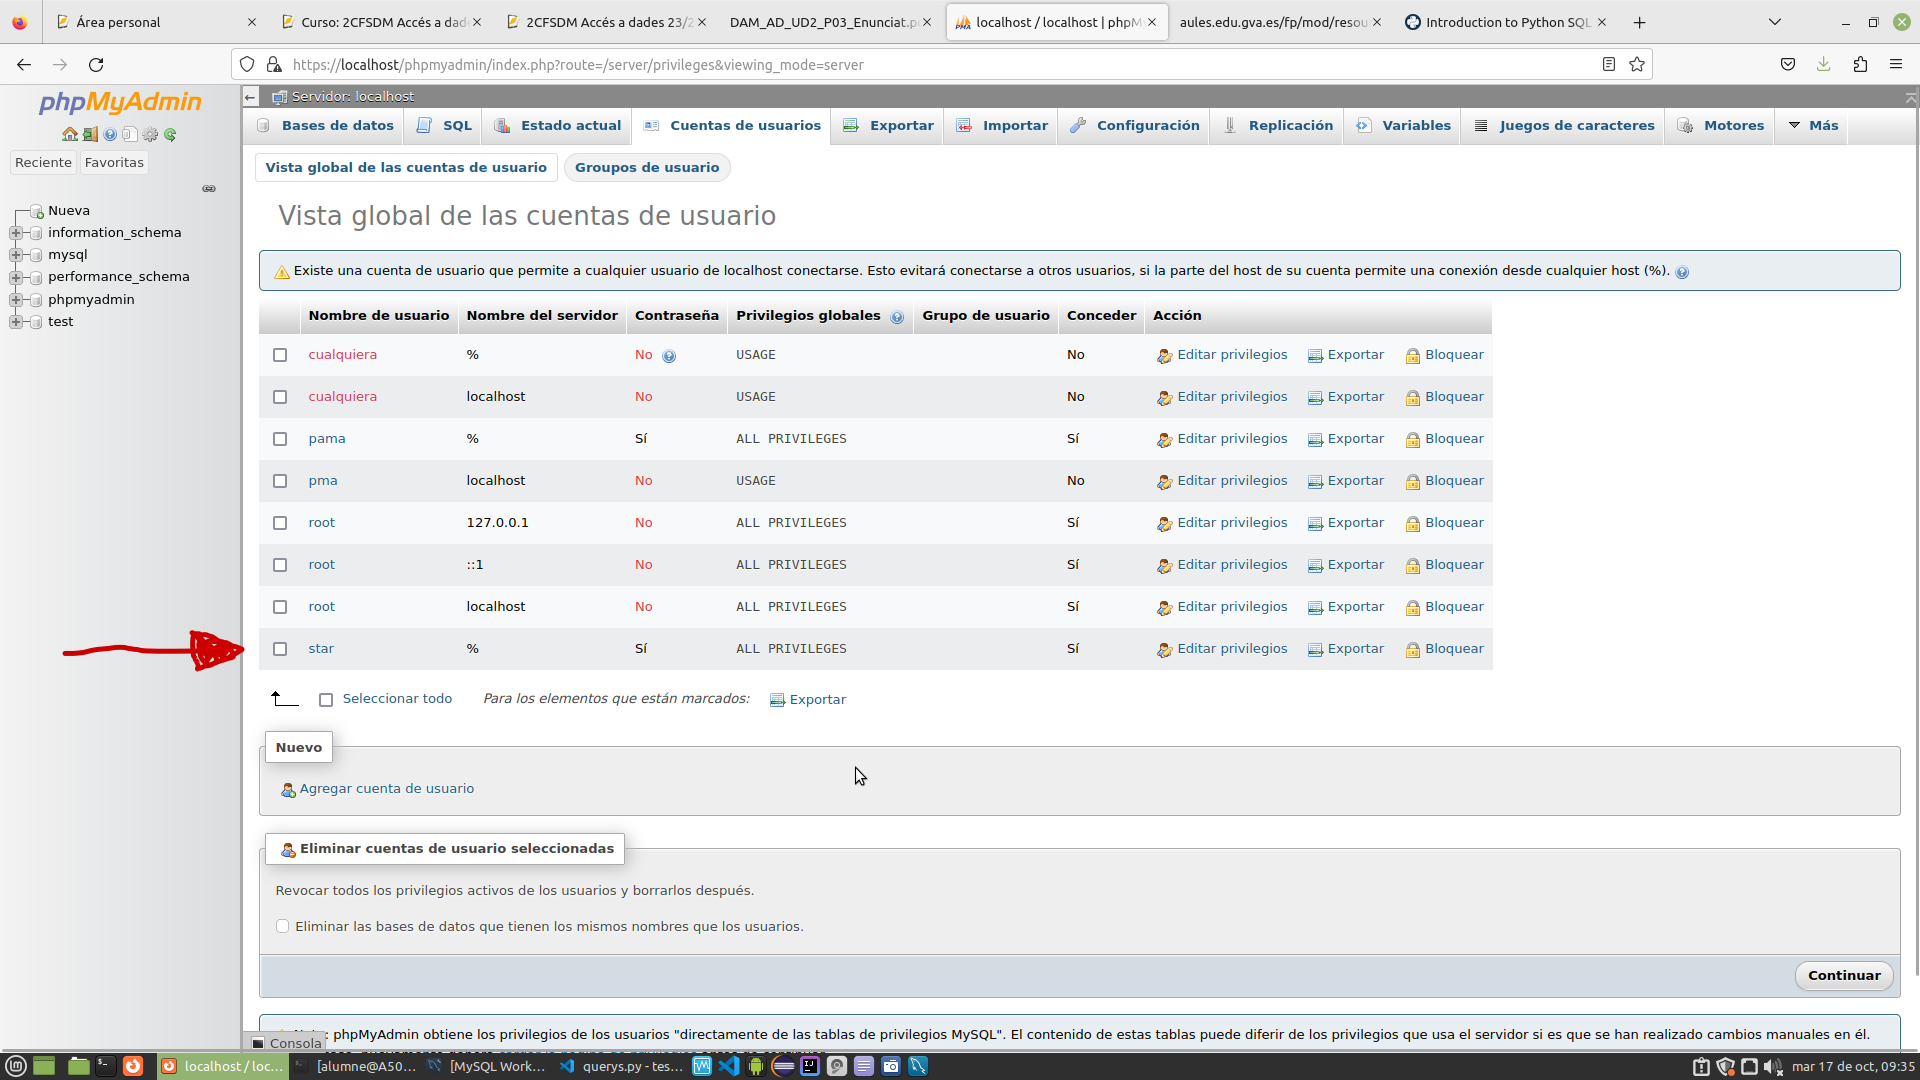 Área personal
Curso: 2CFSDM Accés a dad
2CFSDM Accés a dades 23/2
DAM_AD_UD2_P03_Enunciat.p
localhost / localhost | phpM
aules.edu.gva.es/fp/mod/resou
Introduction to Python SQL
https://localhost/phpmyadmin/index.php?route=/server/privileges&viewing_mode=server
phpMyAdmin
Reciente Favoritas
Nueva
information_schema
mysql
performance_schema
phpmyadmin
test
Servidor: localhost
Bases de datos SQL Estado actual Cuentas de usuarios Exportar Importar Configuración Replicación Variables Juegos de caracteres Motores Más
Vista global de las cuentas de usuario Groupos de usuario
Vista global de las cuentas de usuario
Existe una cuenta de usuario que permite a cualquier usuario de localhost conectarse. Esto evitará conectarse a otros usuarios, si la parte del host de su cuenta permite una conexión desde cualquier host (%).
Nombre de usuario Nombre del servidor Contraseña Privilegios globales Grupo de usuario Conceder Acción
cualquiera % No USAGE No Editar privilegios Exportar Bloquear
cualquiera localhost No USAGE No Editar privilegios Exportar Bloquear
pama % Sí ALL PRIVILEGES Sí Editar privilegios Exportar Bloquear
pma localhost No USAGE No Editar privilegios Exportar Bloquear
root 127.0.0.1 No ALL PRIVILEGES Sí Editar privilegios Exportar Bloquear
root ::1 No ALL PRIVILEGES Sí Editar privilegios Exportar Bloquear
root localhost No ALL PRIVILEGES Sí Editar privilegios Exportar Bloquear
star % Sí ALL PRIVILEGES Sí Editar privilegios Exportar Bloquear
Seleccionar todo Para los elementos que están marcados: Exportar
Nuevo
Agregar cuenta de usuario
Eliminar cuentas de usuario seleccionadas
Revocar todos los privilegios activos de los usuarios y borrarlos después.
Eliminar las bases de datos que tienen los mismos nombres que los usuarios.
Continuar
: phpMyAdmin obtiene los privilegios de los usuarios "directamente de las tablas de privilegios MySQL". El contenido de estas tablas puede diferir de los privilegios que usa el servidor si es que se han realizado cambios manuales en él.
Consola
localhost / loc... [alumne@A50... [MySQL Work... querys.py - tes... mar 17 de oct, 09:35